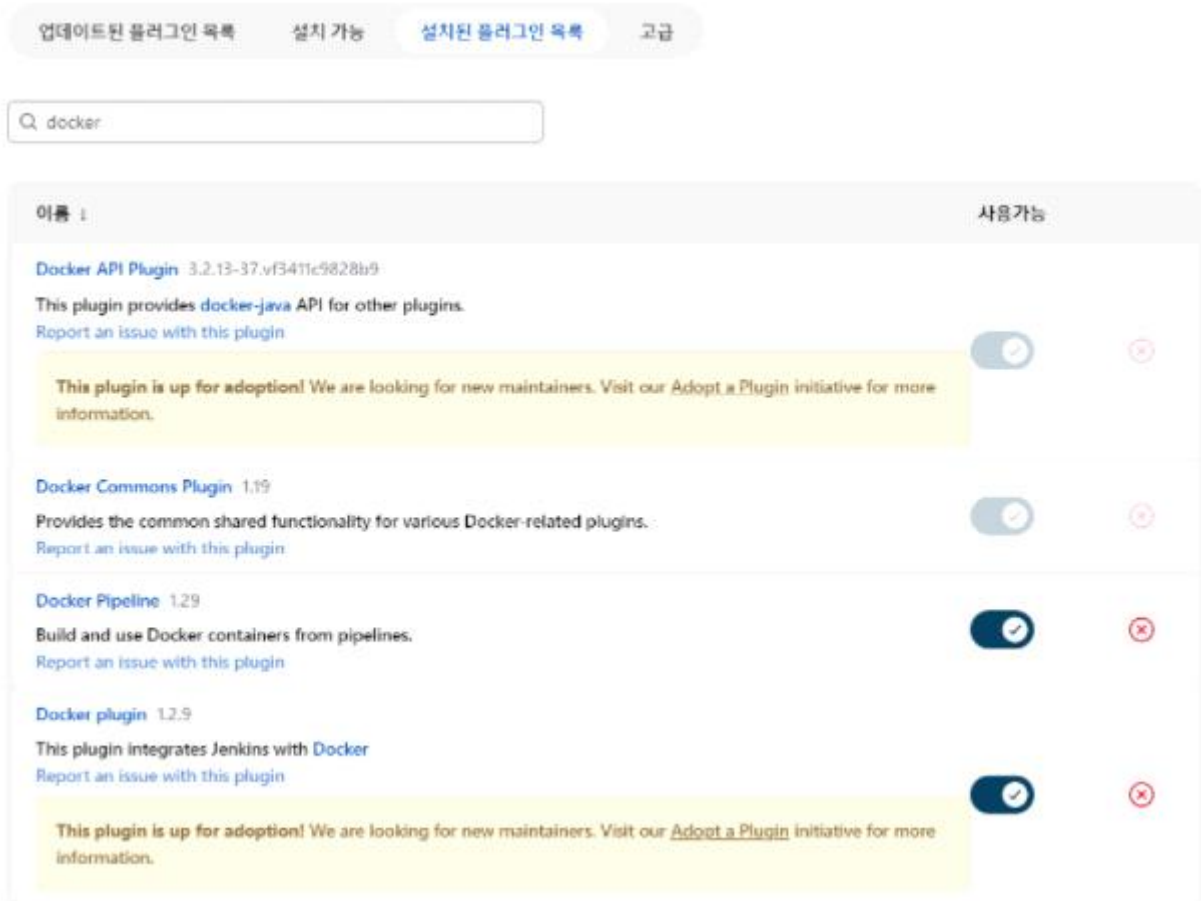 업데이트된 플러그인 목록 설치 가능 설치된 플러그인 목록 고급
docker
이름 ↓ 사용가능
Docker API Plugin 3.2.13-37.vf3411c9828b9
This plugin provides docker-java API for other plugins.
Report an issue with this plugin
This plugin is up for adoption! We are looking for new maintainers. Visit our Adopt a Plugin initiative for more
information.
Docker Commons Plugin 1.19
Provides the common shared functionality for various Docker-related plugins.
Report an issue with this plugin
Docker Pipeline 1.29
Build and use Docker containers from pipelines.
Report an issue with this plugin
Docker plugin 1.2.9
This plugin integrates Jenkins with Docker
Report an issue with this plugin
This plugin is up for adoption! We are looking for new maintainers. Visit our Adopt a Plugin initiative for more
information.